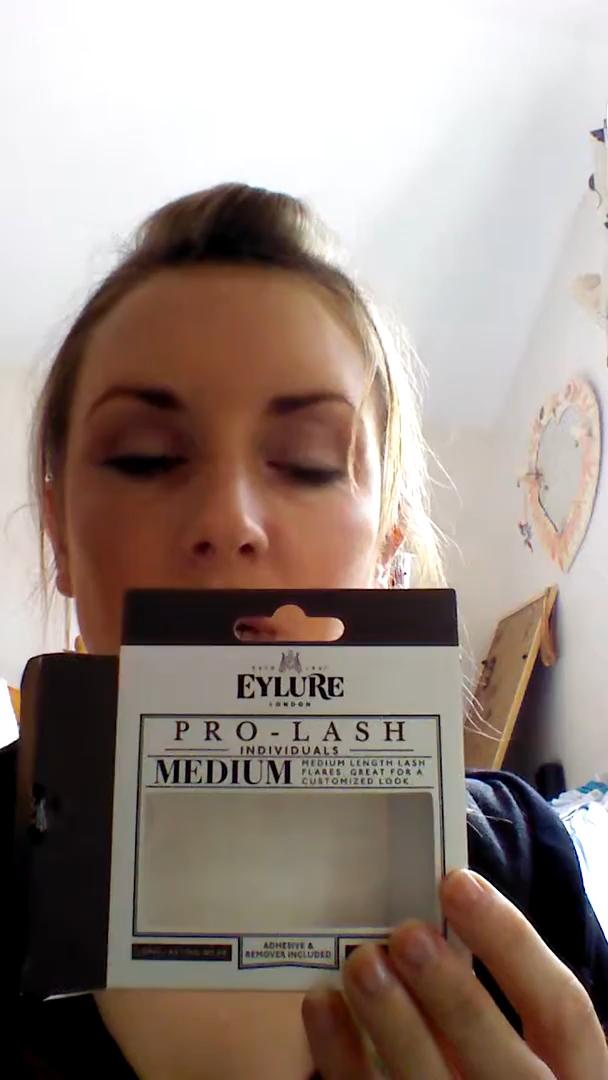 EYLURE
LONDON
PRO-LASH
INDIVIDUALS
MEDIUM
MEDIUM LENGTH LASH
FLARES. GREAT FOR A
CUSTOMIZED LOOK.
ADHESIVE &
REMOVER INCLUDED